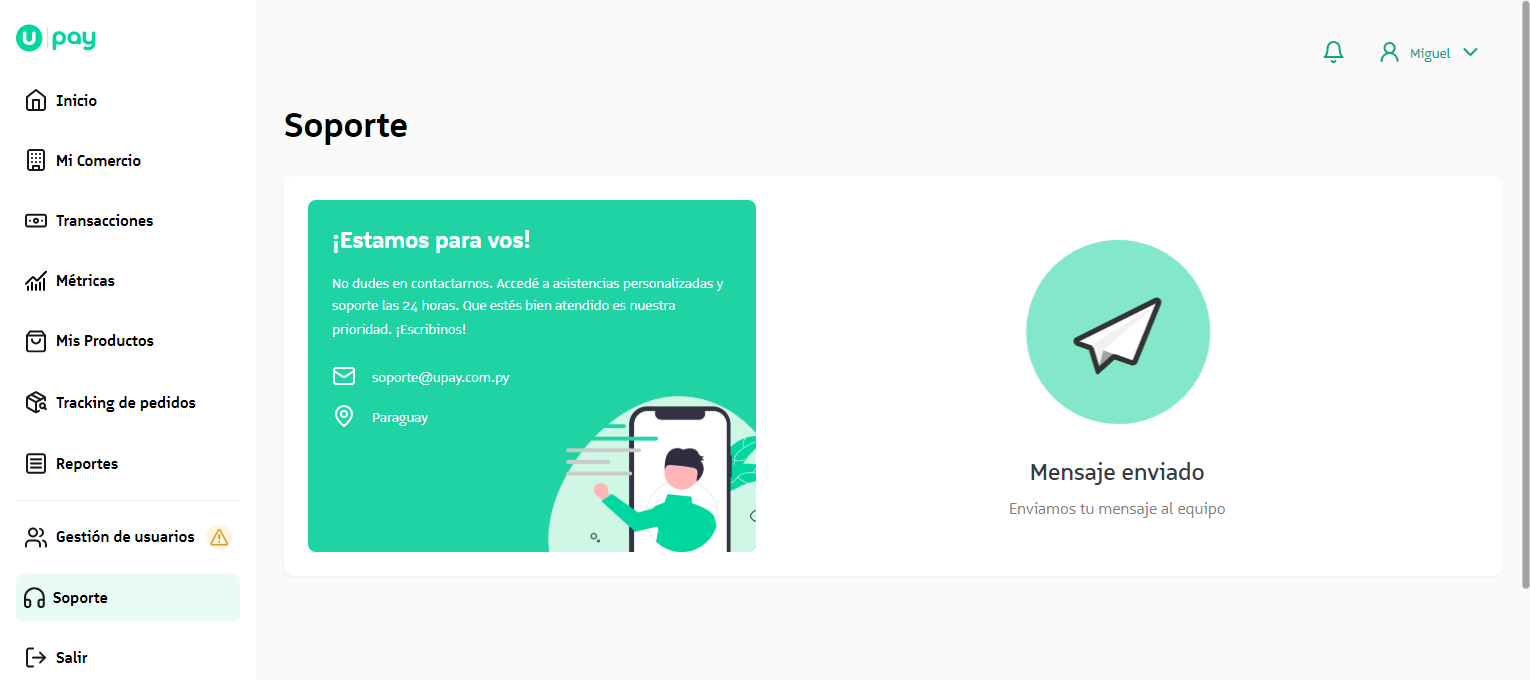 U pay
Inicio
Mi Comercio
Transacciones
Métricas
Mis Productos
Tracking de pedidos
Reportes
Gestión de usuarios
Soporte
Salir
Miguel
Soporte
¡Estamos para vos!
No dudes en contactarnos. Accedé a asistencias personalizadas y
soporte las 24 horas. Que estés bien atendido es nuestra
prioridad. ¡Escribinos!
soporte@upay.com.py
Paraguay
Mensaje enviado
Enviamos tu mensaje al equipo